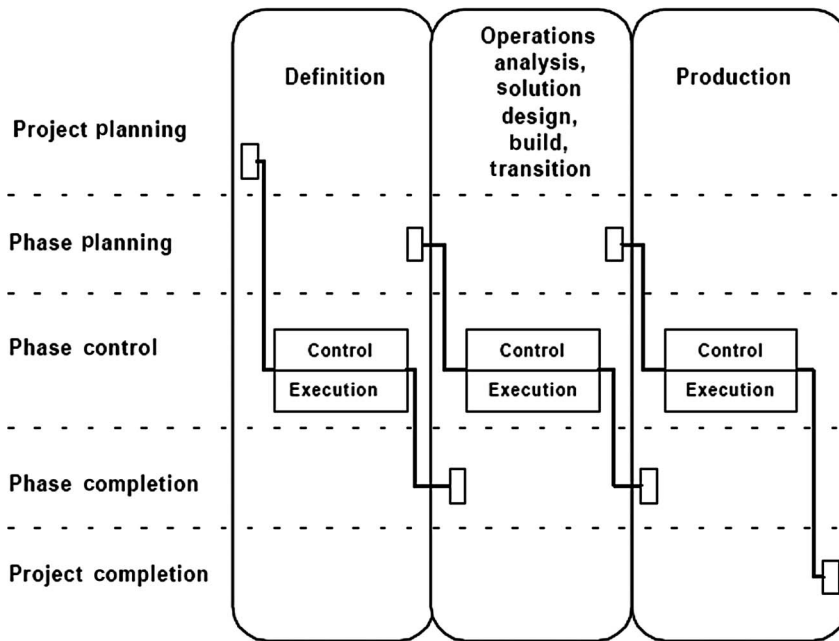 Definition
Operations
analysis,
solution
design,
build,
transition
Production
Project planning
Phase planning
Phase control
Control
Execution
Control
Execution
Control
Execution
Phase completion
Project completion